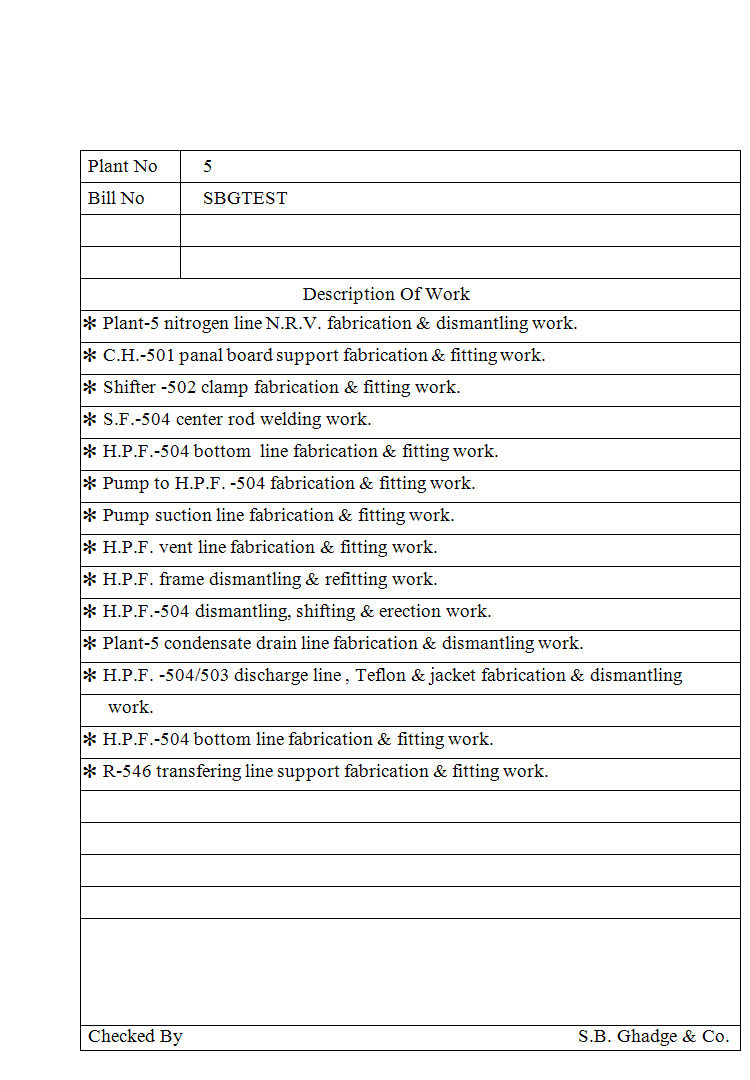 Plant No 5
Bill No SBGTEST
Description Of Work
✻ Plant-5 nitrogen line N.R.V. fabrication & dismantling work.
✻ C.H.-501 panal board support fabrication & fitting work.
✻ Shifter -502 clamp fabrication & fitting work.
✻ S.F.-504 center rod welding work.
✻ H.P.F.-504 bottom line fabrication & fitting work.
✻ Pump to H.P.F. -504 fabrication & fitting work.
✻ Pump suction line fabrication & fitting work.
✻ H.P.F. vent line fabrication & fitting work.
✻ H.P.F. frame dismantling & refitting work.
✻ H.P.F.-504 dismantling, shifting & erection work.
✻ Plant-5 condensate drain line fabrication & dismantling work.
✻ H.P.F. -504/503 discharge line , Teflon & jacket fabrication & dismantling
work.
✻ H.P.F.-504 bottom line fabrication & fitting work.
✻ R-546 transfering line support fabrication & fitting work.
Checked By S.B. Ghadge & Co.